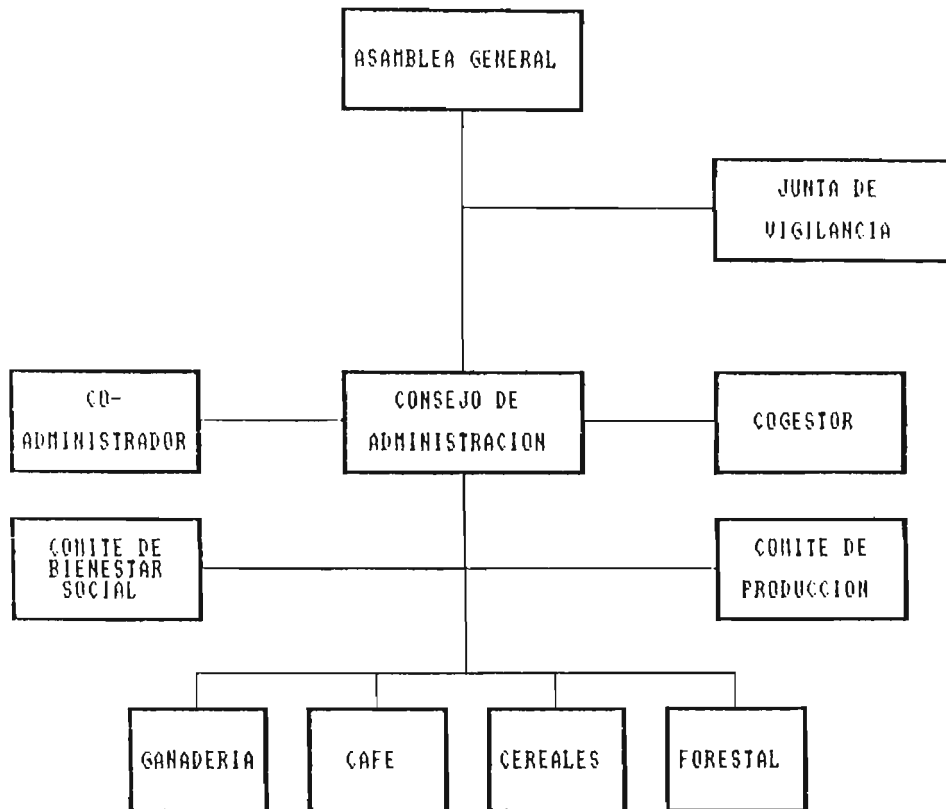 ASAMBLEA GENERAL
JUNTA DE
VIGILANCIA
CO-
ADMINISTRADOR
CONSEJO DE
ADMINISTRACION
COGESTOR
COMITE DE
BIENESTAR
SOCIAL
COMITE DE
PRODUCCION
GANADERIA
CAFE
CEREALES
FORESTAL